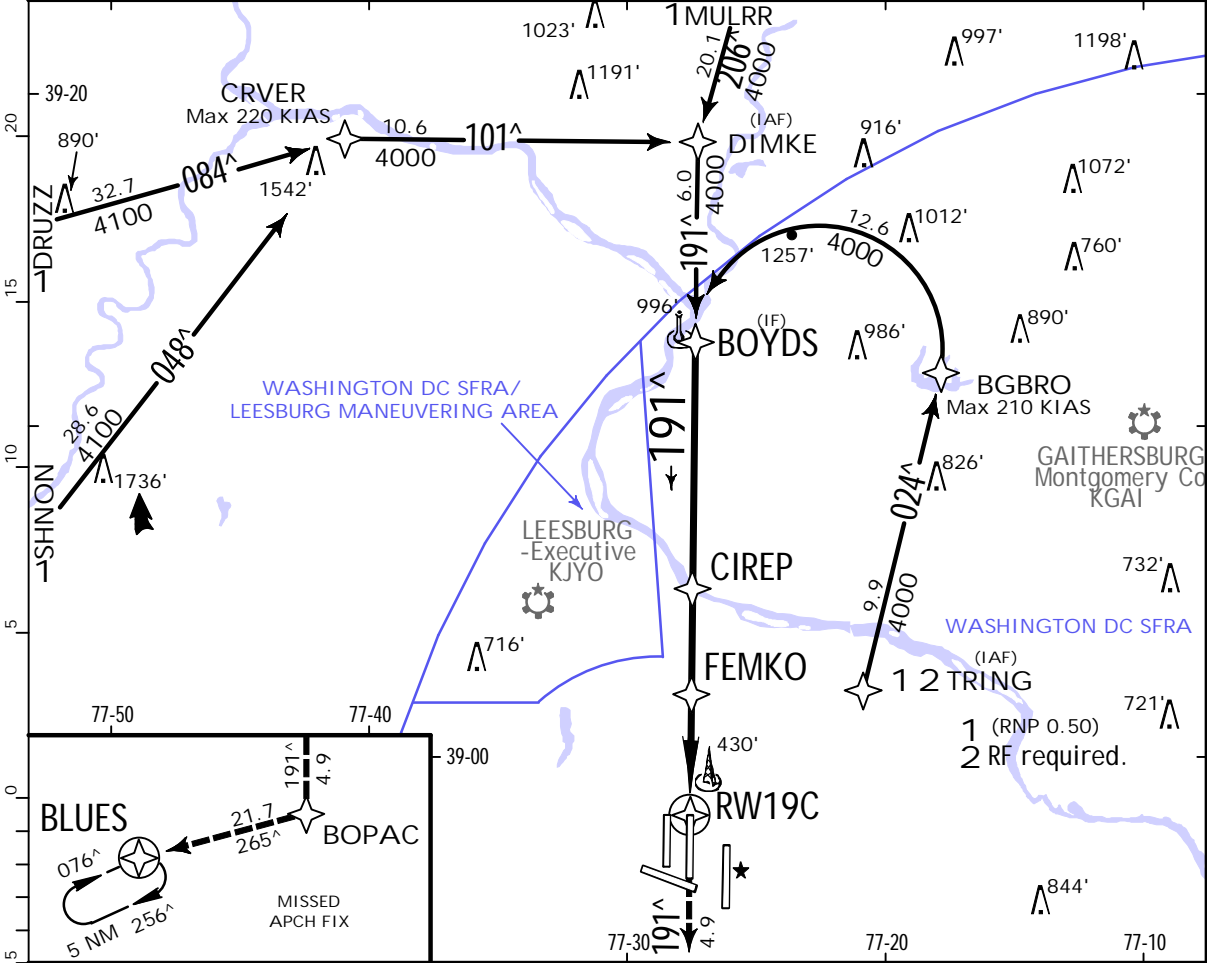 1023'
1 MULRR
997'
1198'
1191'
20.1
206^
4000
39-20
CRVER
Max 220 KIAS
20
10.6
101^
4000
(IAF)
DIMKE
916'
890'
1072'
084^
32.7
4100
1542'
1 DRUZZ
6.0
4000
191^
12.6
4000
1012'
1257'
760'
15
996'
(IF)
BOYDS
986'
890'
048^
28.6
4100
WASHINGTON DC SFRA/
LEESBURG MANEUVERING AREA
191^
BGBRO
Max 210 KIAS
10
1736'
826'
GAITHERSBURG
Montgomery Co
KGAI
1 SHNON
024^
LEESBURG
-Executive
KJYO
CIREP
732'
9.9
4000
5
716'
WASHINGTON DC SFRA
FEMKO
(IAF)
1 2 TRING
77-50
77-40
721'
1 (RNP 0.50)
2 RF required.
39-00
430'
191^
4.9
0
BLUES
21.7
265^
BOPAC
RW19C
076^
256^
5 NM
MISSED
APCH FIX
844'
191^
4.9
5
77-30
77-20
77-10